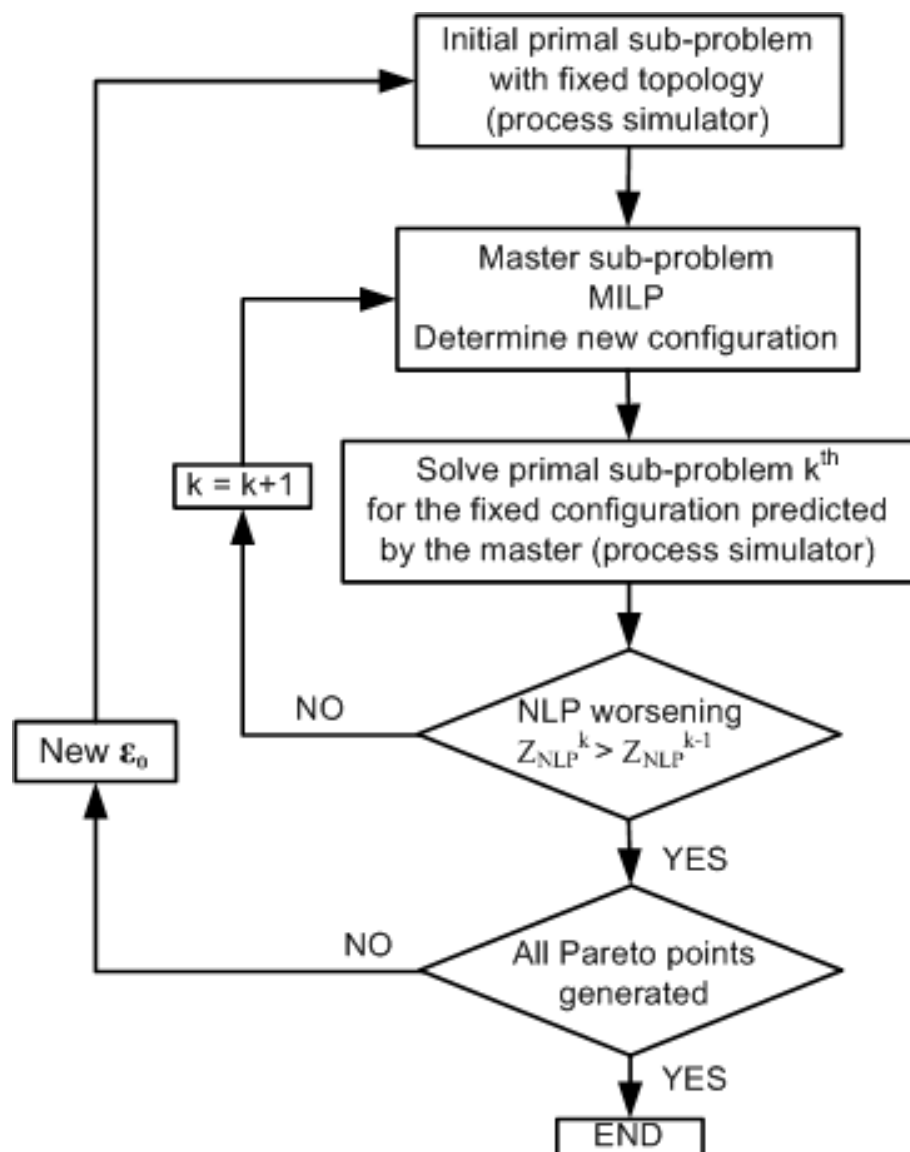 Initial primal sub-problem
with fixed topology
(process simulator)
Master sub-problem
MILP
Determine new configuration
k = k+1
Solve primal sub-problem kᵗʰ
for the fixed configuration predicted
by the master (process simulator)
NO
NLP worsening
Z_NLP^k > Z_NLP^k-1
New ε₀
YES
NO
All Pareto points
generated
YES
END